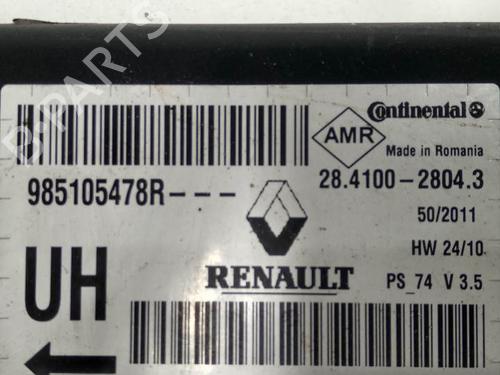 Continental
AMR
Made in Romania
985105478R---
28.4100-2804.3
50/2011
HW 24/10
UH
RENAULT
PS_74 V 3.5
B-PARTS